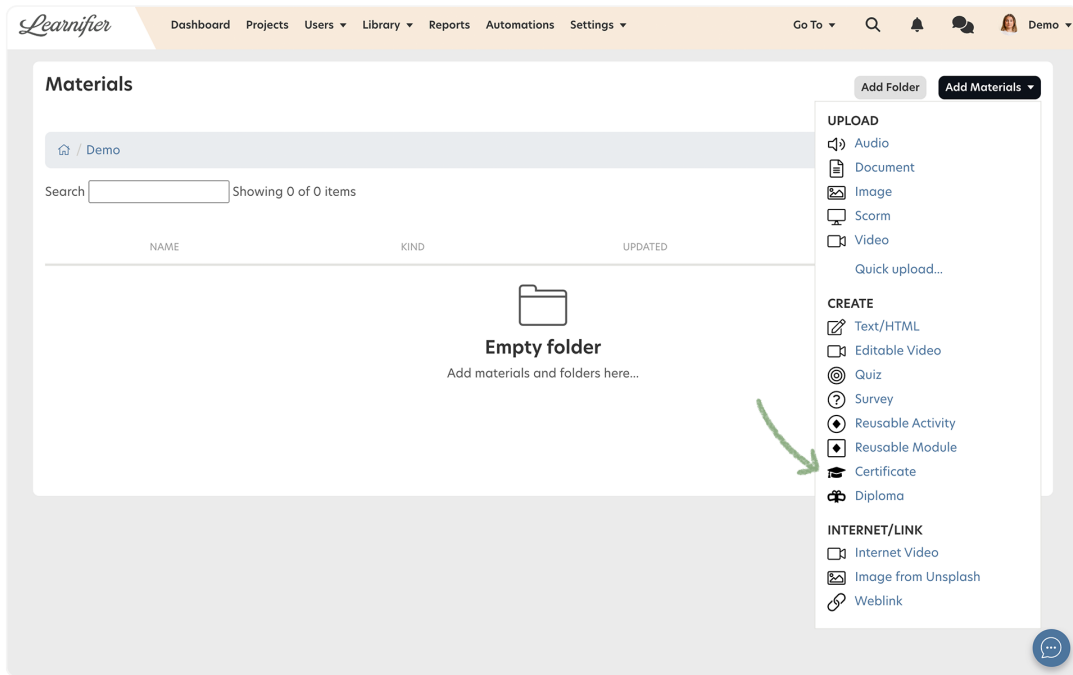 Learnifier Dashboard Projects Users Library Reports Automations Settings Go To Demo
Materials
Add Folder Add Materials
/ Demo
Search Showing 0 of 0 items
NAME KIND UPDATED
Empty folder
Add materials and folders here...
UPLOAD
Audio
Document
Image
Scorm
Video
Quick upload...
CREATE
Text/HTML
Editable Video
Quiz
Survey
Reusable Activity
Reusable Module
Certificate
Diploma
INTERNET/LINK
Internet Video
Image from Unsplash
Weblink